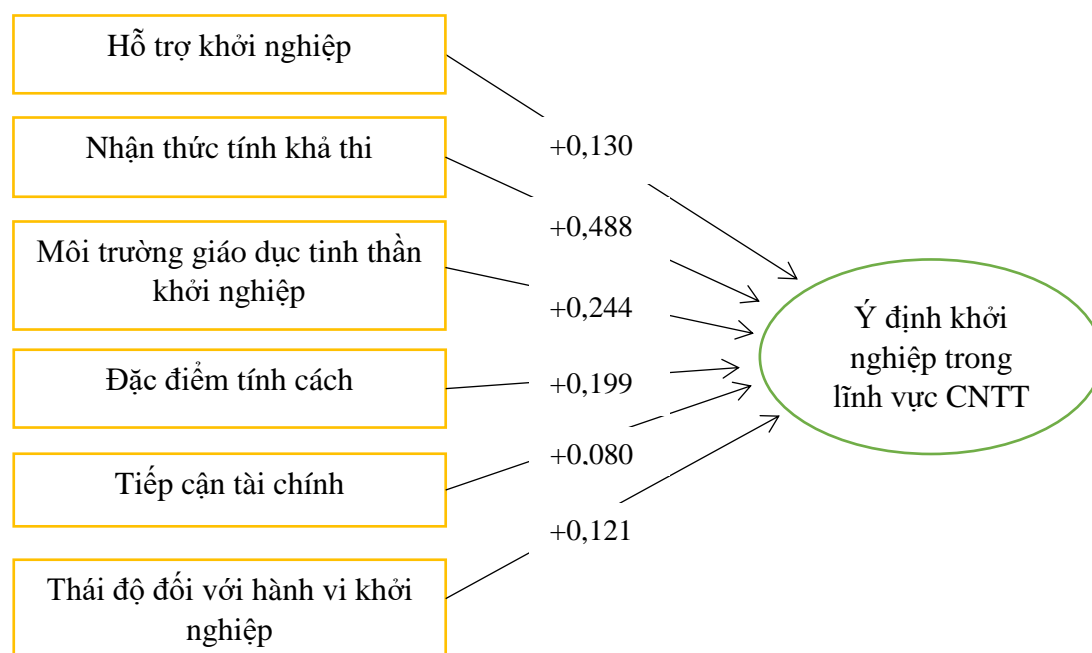 Hỗ trợ khởi nghiệp
Nhận thức tính khả thi
Môi trường giáo dục tinh thần
khởi nghiệp
Đặc điểm tính cách
Tiếp cận tài chính
Thái độ đối với hành vi khởi
nghiệp
+0,130
+0,488
+0,244
+0,199
+0,080
+0,121
Ý định khởi
nghiệp trong
lĩnh vực CNTT